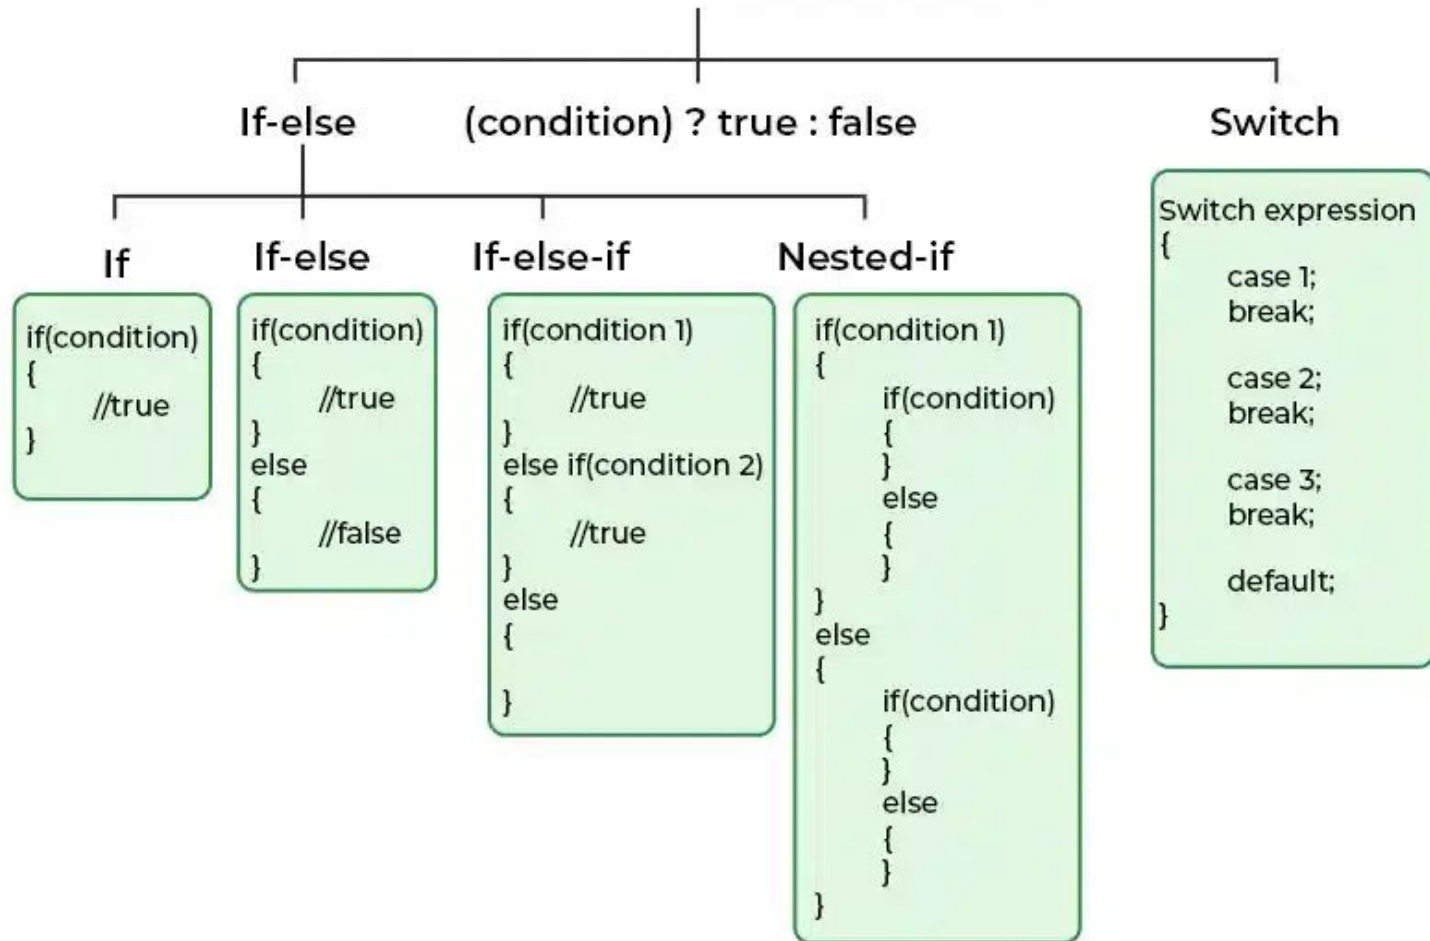 If-else
(condition) ? true : false
Switch
If
if(condition)
{
//true
}
If-else
if(condition)
{
//true
}
else
{
//false
}
If-else-if
if(condition 1)
{
//true
}
else if(condition 2)
{
//true
}
else
{
}
Nested-if
if(condition 1)
{
if(condition)
{
}
else
{
}
}
else
{
if(condition)
{
}
else
{
}
}
Switch expression
{
case 1;
break;
case 2;
break;
case 3;
break;
default;
}